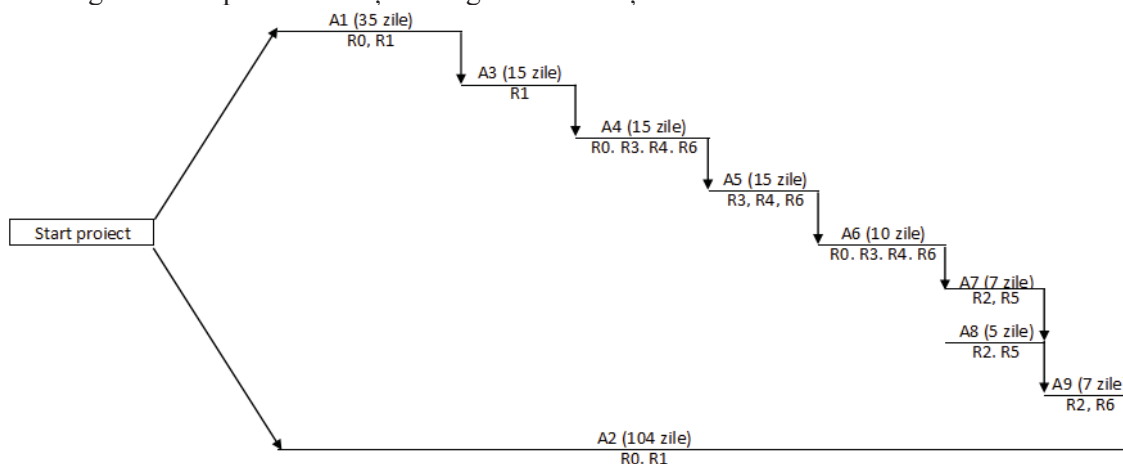 A1 (35 zile)
R0, R1
A3 (15 zile)
R1
A4 (15 zile)
R0. R3. R4. R6
A5 (15 zile)
R3, R4, R6
Start proiect
A6 (10 zile)
R0. R3. R4. R6
A7 (7 zile)
R2, R5
A8 (5 zile)
R2. R5
A9 (7 zile
R2, R6
A2 (104 zile)
R0. R1